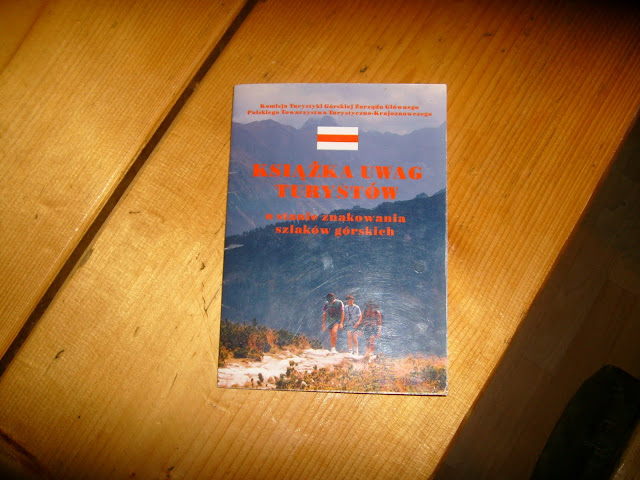 Komisja Turystyki Górskiej Zarządu Głównego
Polskiego Towarzystwa Turystyczno-Krajoznawczego
KSIĄŻKA UWAG
TURYSTÓW
o stanie znakowania
szlaków górskich